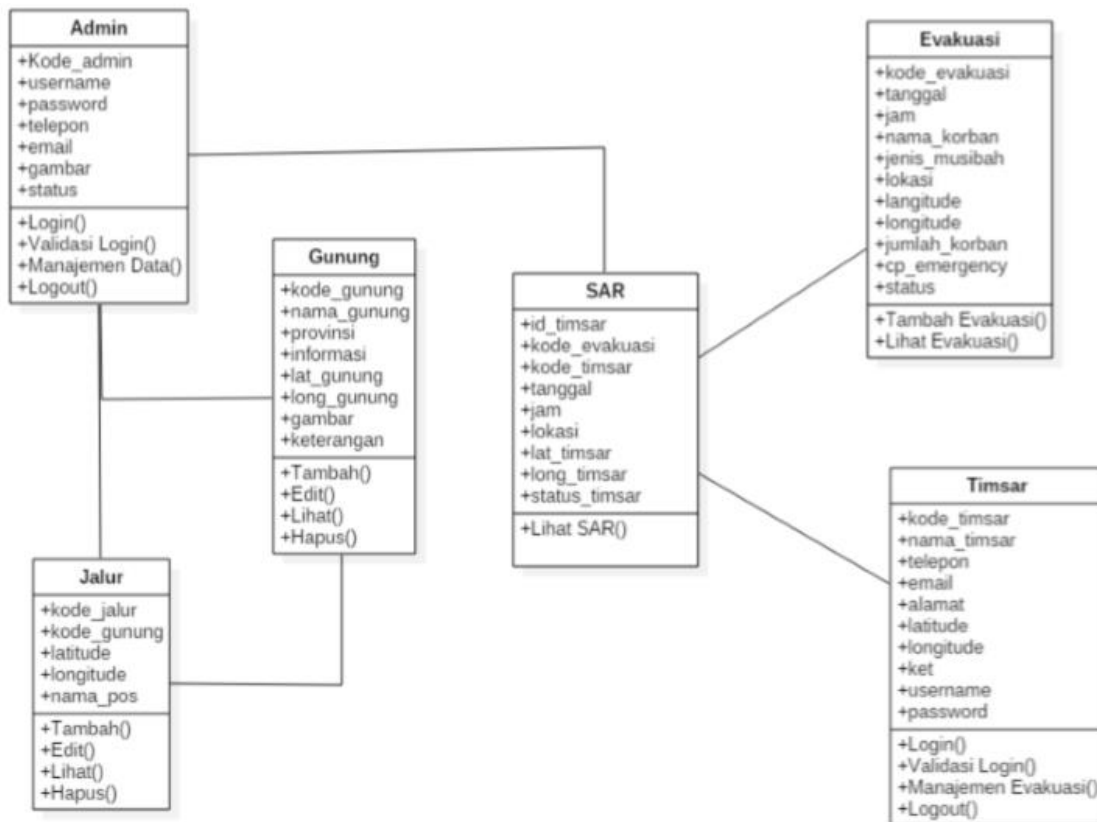 Admin
+Kode_admin
+username
+password
+telepon
+email
+gambar
+status
+Login()
+Validasi Login()
+Manajemen Data()
+Logout()
Gunung
+kode_gunung
+nama_gunung
+provinsi
+informasi
+lat_gunung
+long_gunung
+gambar
+keterangan
+Tambah()
+Edit()
+Lihat()
+Hapus()
Jalur
+kode_jalur
+kode_gunung
+latitude
+longitude
+nama_pos
+Tambah()
+Edit()
+Lihat()
+Hapus()
SAR
+id_timsar
+kode_evakuasi
+kode_timsar
+tanggal
+jam
+lokasi
+lat_timsar
+long_timsar
+status_timsar
+Lihat SAR()
Evakuasi
+kode_evakuasi
+tanggal
+jam
+nama_korban
+jenis_musibah
+lokasi
+langitude
+longitude
+jumlah_korban
+cp_emergency
+status
+Tambah Evakuasi()
+Lihat Evakuasi()
Timsar
+kode_timsar
+nama_timsar
+telepon
+email
+alamat
+latitude
+longitude
+ket
+username
+password
+Login()
+Validasi Login()
+Manajemen Evakuasi()
+Logout()